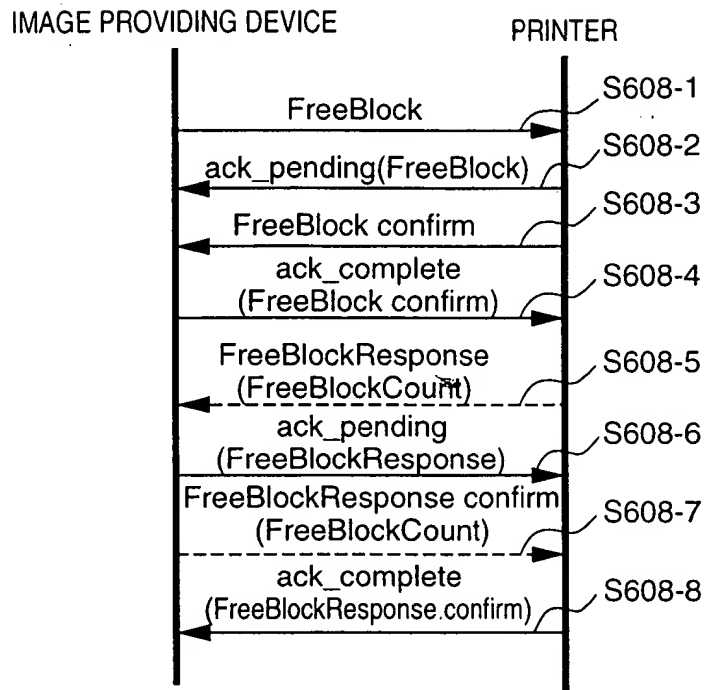 IMAGE PROVIDING DEVICE
PRINTER
FreeBlock
S608-1
ack_pending(FreeBlock)
S608-2
FreeBlock confirm
S608-3
ack_complete
(FreeBlock confirm)
S608-4
FreeBlockResponse
(FreeBlockCount)
S608-5
ack_pending
(FreeBlockResponse)
S608-6
FreeBlockResponse confirm
(FreeBlockCount)
S608-7
ack_complete
(FreeBlockResponse.confirm)
S608-8